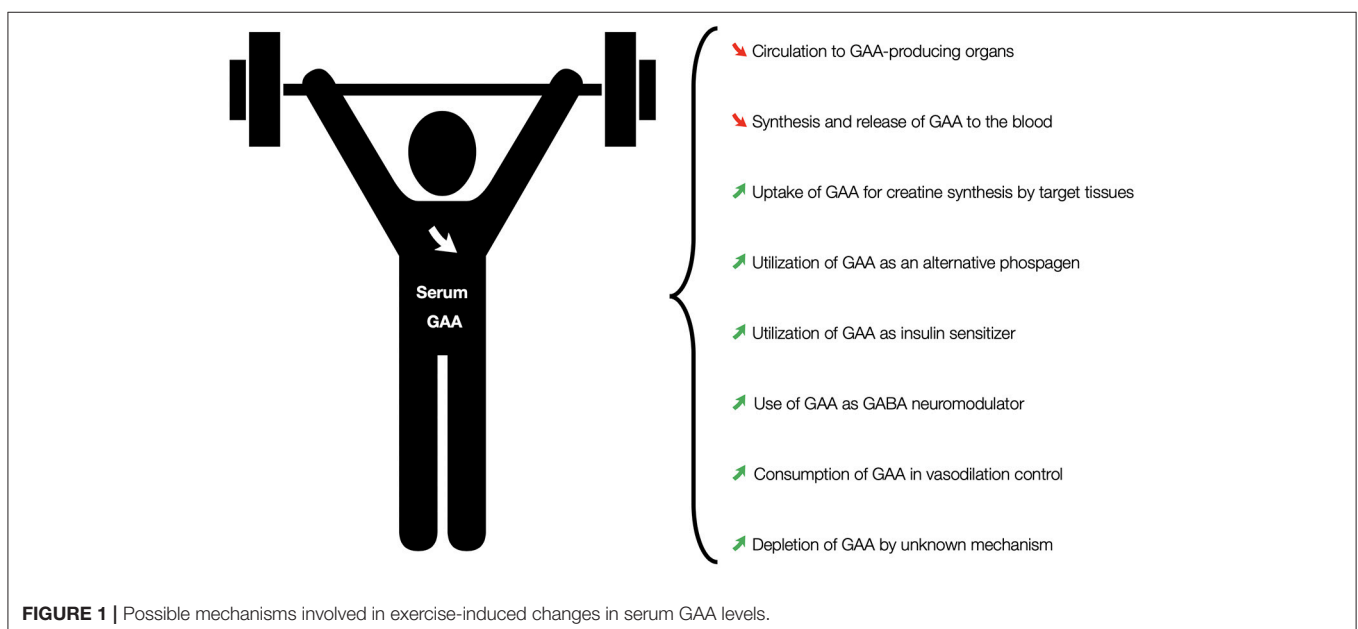 Circulation to GAA-producing organs
Synthesis and release of GAA to the blood
Uptake of GAA for creatine synthesis by target tissues
Utilization of GAA as an alternative phospagen
Utilization of GAA as insulin sensitizer
Use of GAA as GABA neuromodulator
Consumption of GAA in vasodilation control
Depletion of GAA by unknown mechanism
Serum
GAA
FIGURE 1 | Possible mechanisms involved in exercise-induced changes in serum GAA levels.